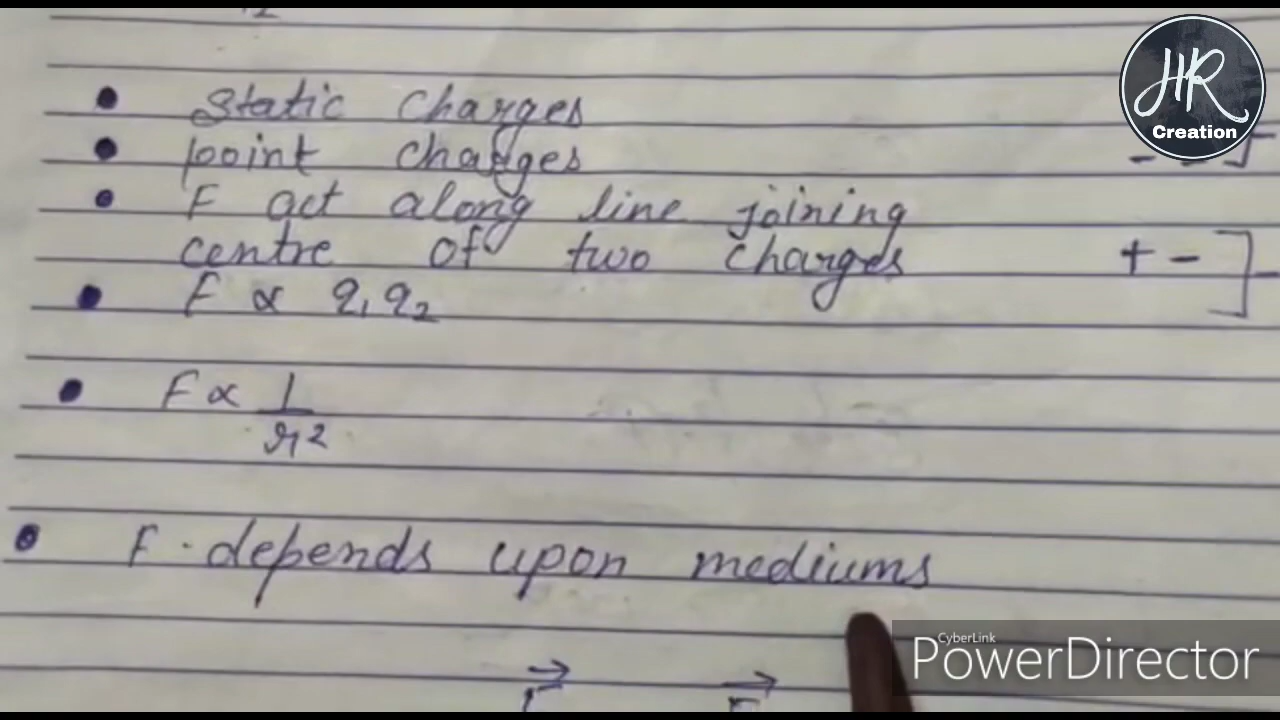 HR
Creation
• Static charges
• point charges
• F act along line joining
centre of two charges + -
• F ∝ q₁q₂
• F ∝ 1/r²
• F. depends upon mediums
CyberLink
PowerDirector